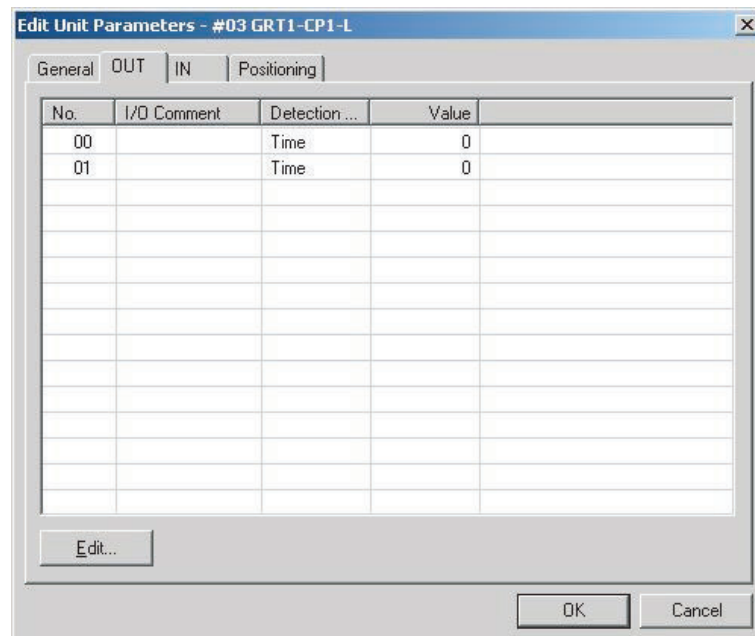 Edit Unit Parameters - #03 GRT1-CP1-L
General OUT IN Positioning
No. I/O Comment Detection ... Value
00 Time 0
01 Time 0
Edit...
OK Cancel